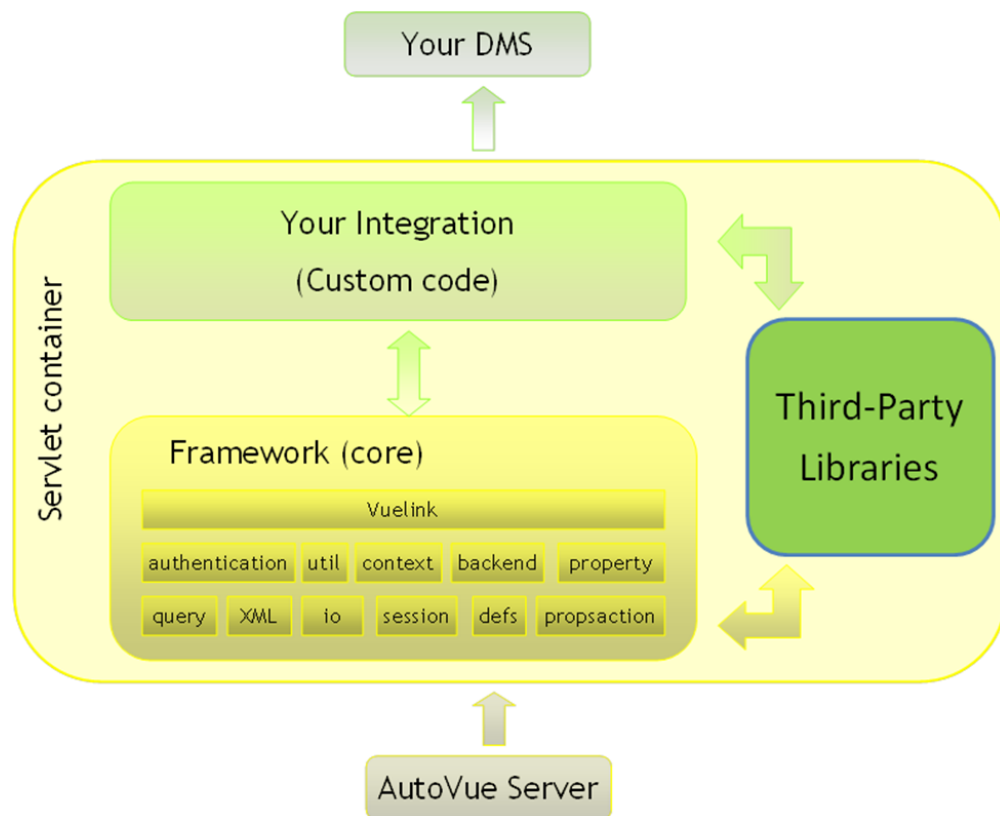 Your DMS
Servlet container
Your Integration
(Custom code)
Third-Party
Libraries
Framework (core)
Vuelink
authentication util context backend property
query XML io session defs propsaction
AutoVue Server